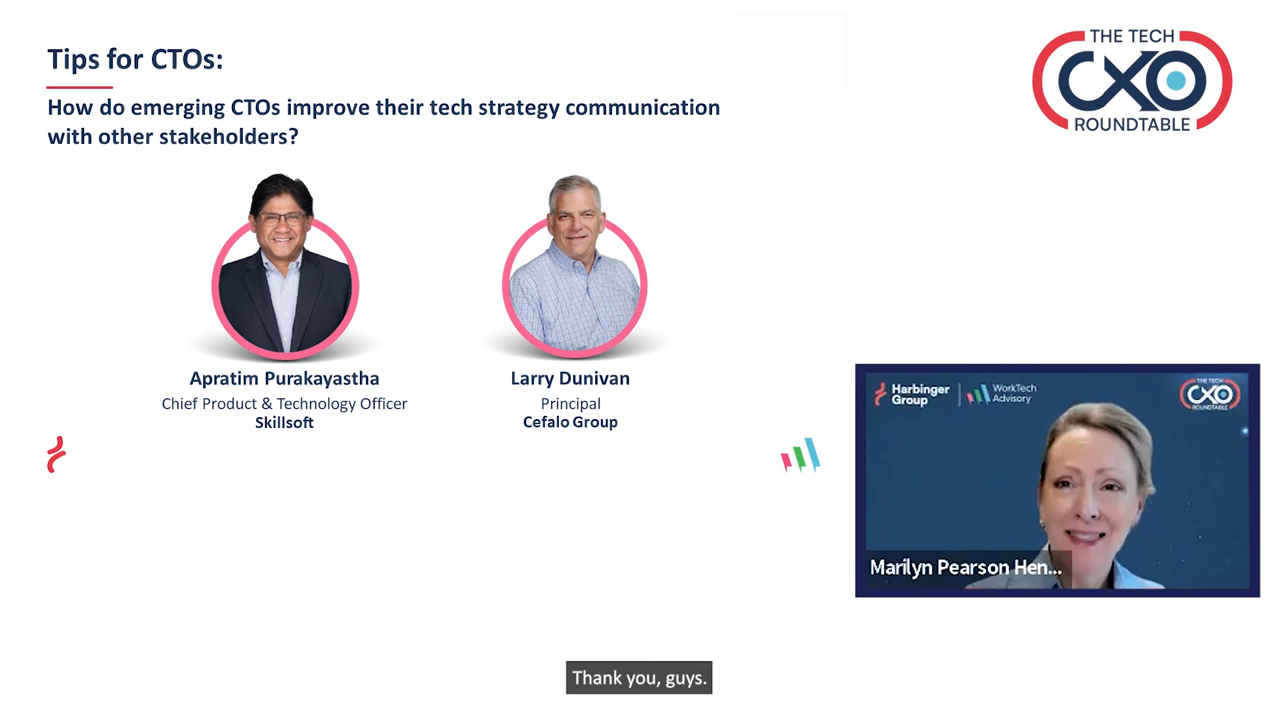 Tips for CTOs:
How do emerging CTOs improve their tech strategy communication
with other stakeholders?
THE TECH
CXO
ROUNDTABLE
Apratim Purakayastha
Chief Product & Technology Officer
Skillsoft
Larry Dunivan
Principal
Cefalo Group
Harbinger
Group
WorkTech
Advisory
THE TECH
CXO
ROUNDTABLE
Marilyn Pearson Hen...
Thank you, guys.